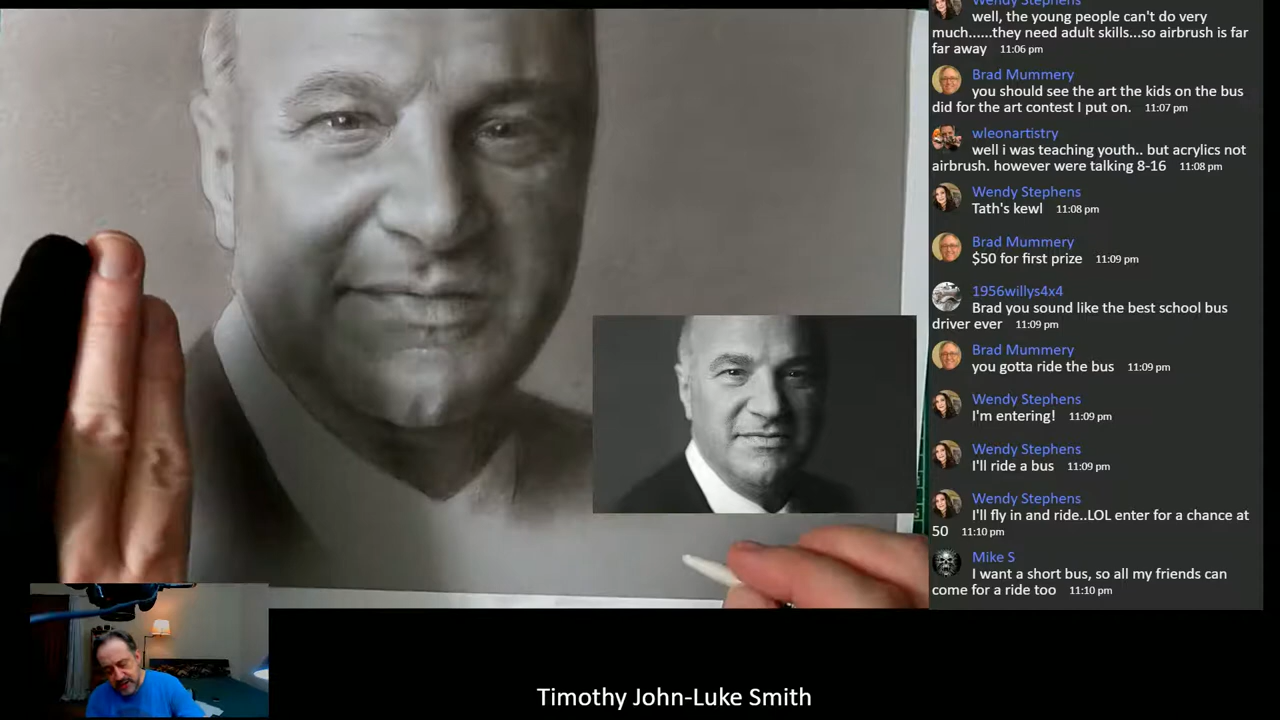 Wendy Stephens
well, the young people can't do very
much......they need adult skills...so airbrush is far
far away 11:06 pm
Brad Mummery
you should see the art the kids on the bus
did for the art contest I put on. 11:07 pm
wleonartistry
well i was teaching youth.. but acrylics not
airbrush. however were talking 8-16 11:08 pm
Wendy Stephens
Tath's kewl 11:08 pm
Brad Mummery
$50 for first prize 11:09 pm
1956willys4x4
Brad you sound like the best school bus
driver ever 11:09 pm
Brad Mummery
you gotta ride the bus 11:09 pm
Wendy Stephens
I'm entering! 11:09 pm
Wendy Stephens
I'll ride a bus 11:09 pm
Wendy Stephens
I'll fly in and ride..LOL enter for a chance at
50 11:10 pm
Mike S
I want a short bus, so all my friends can
come for a ride too 11:10 pm
Timothy John-Luke Smith